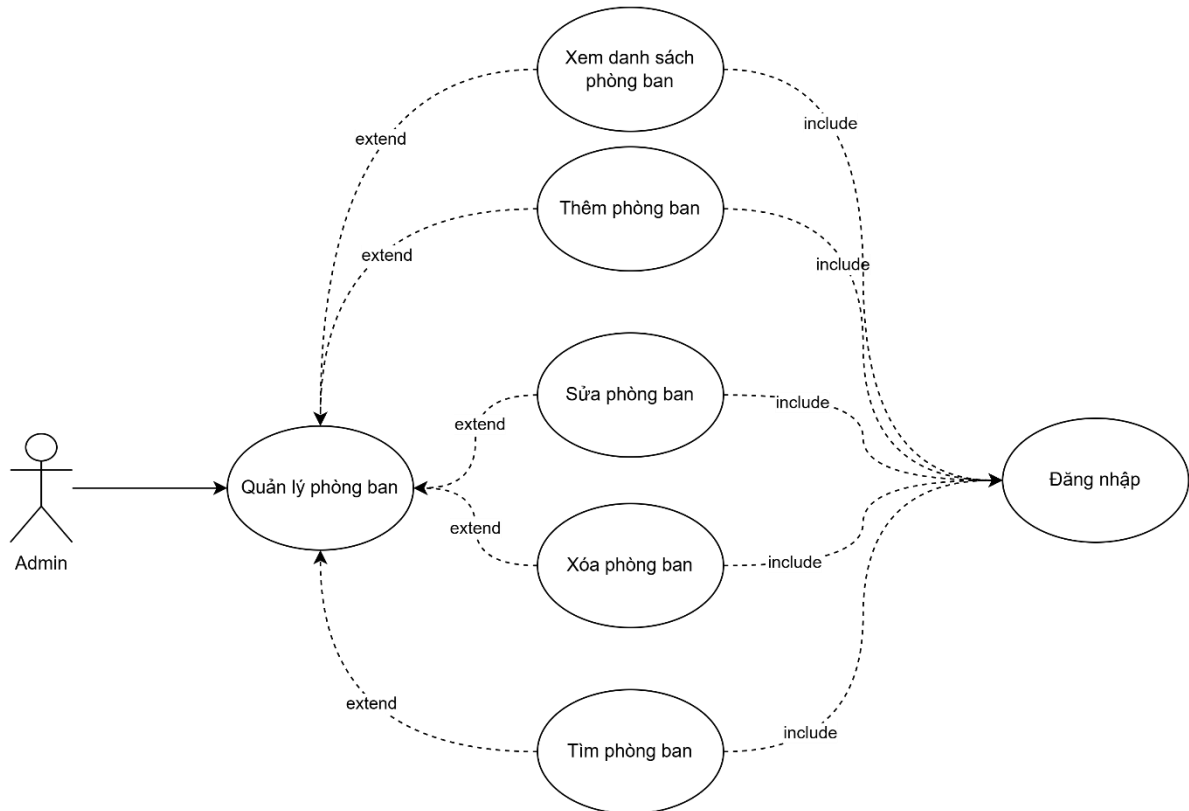 Xem danh sách
phòng ban
extend
include
Thêm phòng ban
extend
include
Sửa phòng ban
extend
include
Đăng nhập
Quản lý phòng ban
Admin
extend
Xóa phòng ban
include
extend
Tìm phòng ban
include